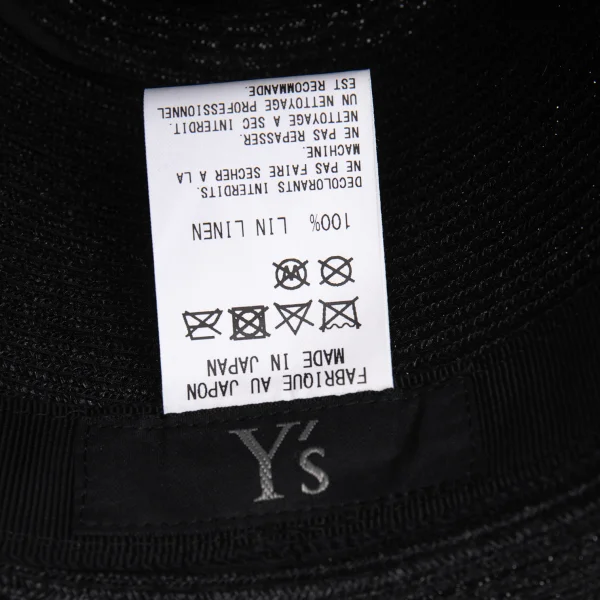 FABRIQUE AU JAPON
MADE IN JAPAN
100% LIN LINEN
DECOLORANTS INTERDITS.
NE PAS FAIRE SECHER A LA
MACHINE.
NE PAS REPASSER.
NETTOYAGE A SEC INTERDIT.
UN NETTOYAGE PROFESSIONNEL
EST RECOMMANDE.
Y's